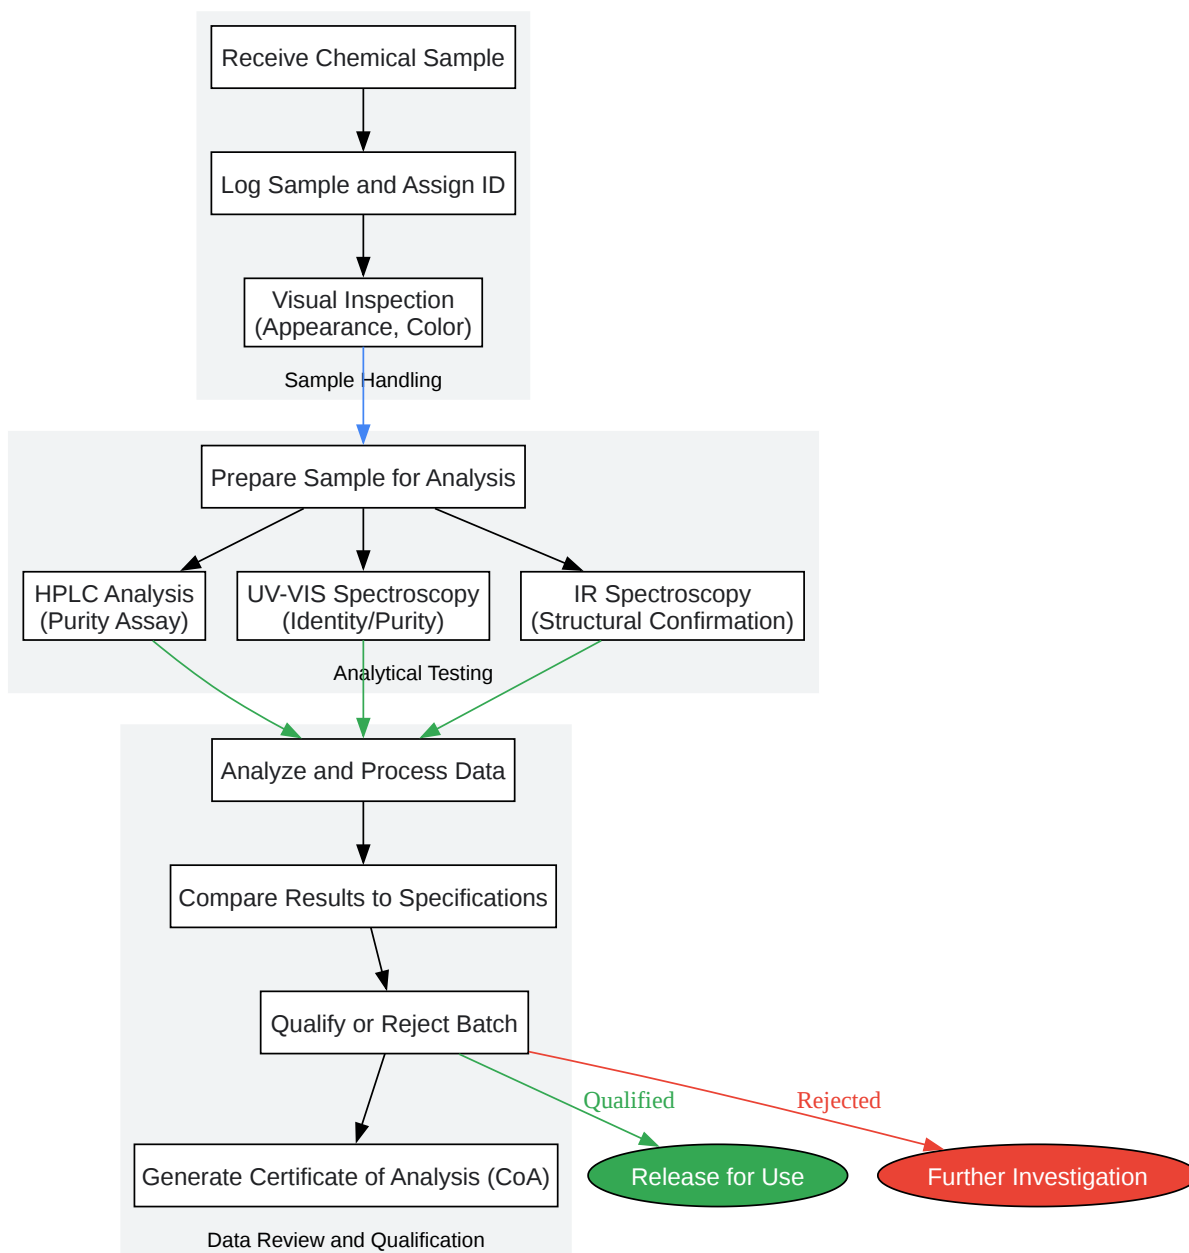 Receive Chemical Sample
Log Sample and Assign ID
Visual Inspection
(Appearance, Color)
Sample Handling
Prepare Sample for Analysis
HPLC Analysis
(Purity Assay)
UV-VIS Spectroscopy
(Identity/Purity)
IR Spectroscopy
(Structural Confirmation)
Analytical Testing
Analyze and Process Data
Compare Results to Specifications
Qualify or Reject Batch
Qualified
Rejected
Generate Certificate of Analysis (CoA)
Release for Use
Further Investigation
Data Review and Qualification